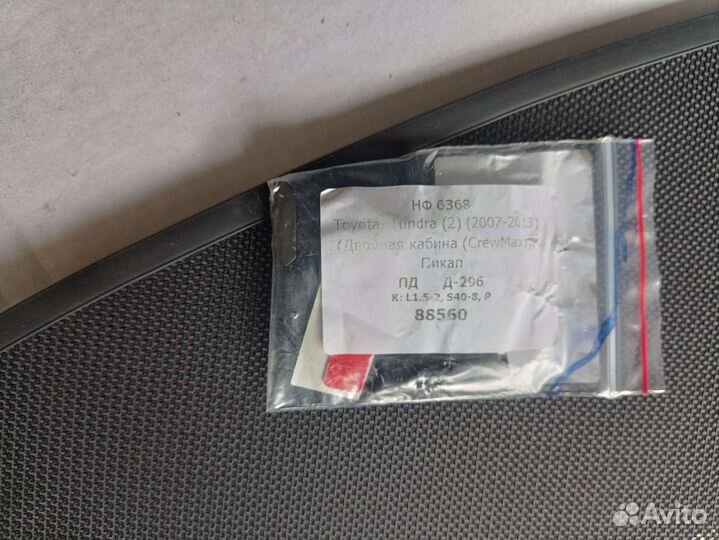 НФ 6368
Toyota, Tundra (2) (2007-2013)
(Двойная кабина (CrewMax))
Пикап
ПД Д-296
К: L1.5-2, S40-8, P
88560
Avito